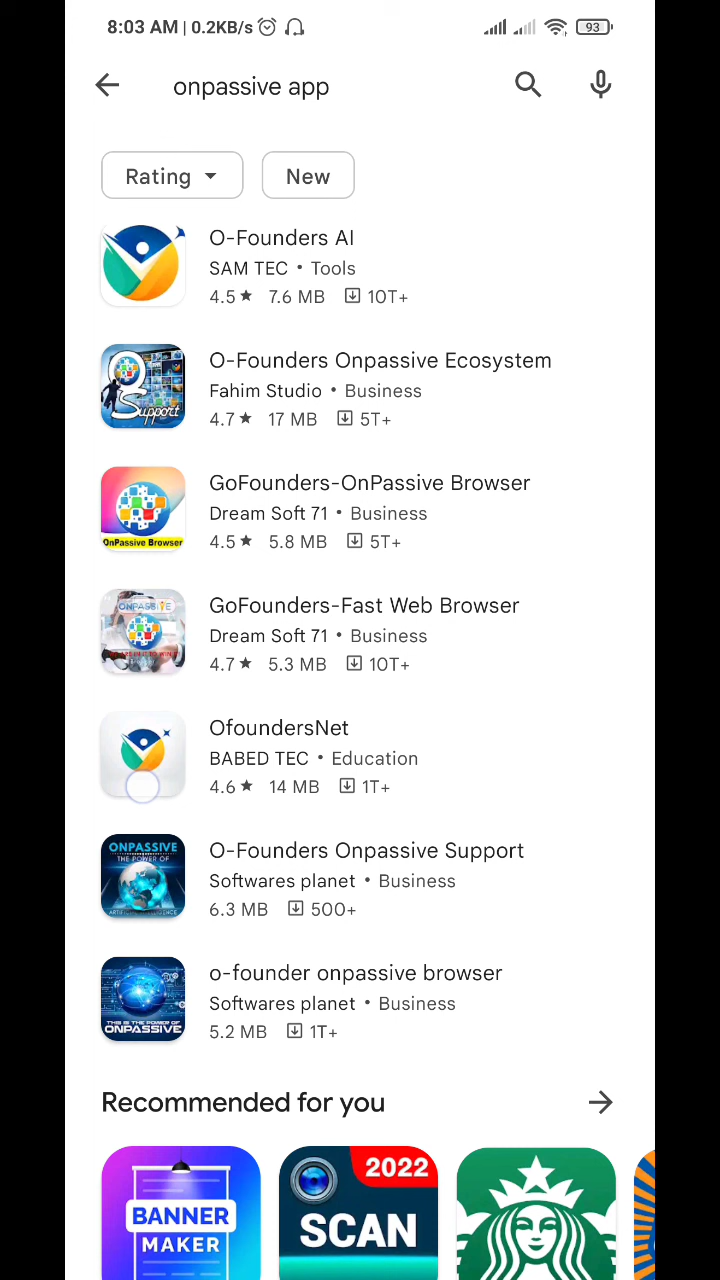 8:03 AM | 0.2KB/s
93
onpassive app
Rating
New
O-Founders AI
SAM TEC • Tools
4.5★ 7.6 MB 10T+
O-Founders Onpassive Ecosystem
Support
Fahim Studio • Business
4.7★ 17 MB 5T+
GoFounders-OnPassive Browser
Dream Soft 71 • Business
OnPassive Browser
4.5★ 5.8 MB 5T+
GoFounders-Fast Web Browser
ONPASSIVE
Dream Soft 71 • Business
4.7★ 5.3 MB 10T+
OfoundersNet
BABED TEC • Education
4.6★ 14 MB 1T+
O-Founders Onpassive Support
ONPASSIVE
THE POWER OF
ARTIFICIAL INTELLIGENCE
Softwares planet • Business
6.3 MB 500+
o-founder onpassive browser
Softwares planet • Business
THIS IS THE POWER OF
ONPASSIVE
5.2 MB 1T+
Recommended for you
BANNER
MAKER
2022
SCAN